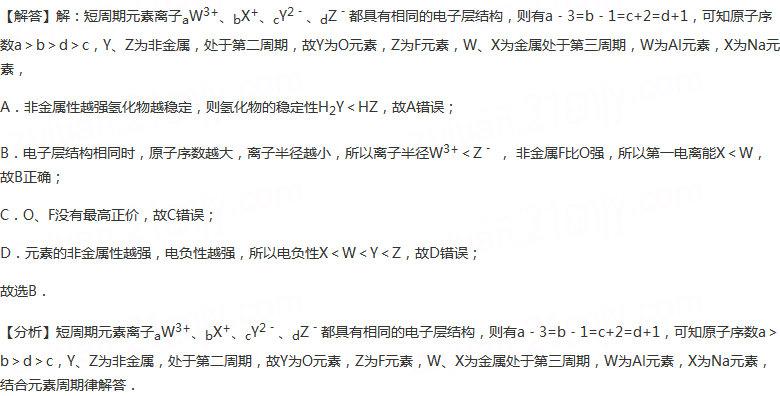 【解答】解：短周期元素离子aW3+、bX+、cY2﹣、dZ﹣都具有相同的电子层结构，则有a﹣3=b﹣1=c+2=d+1，可知原子序
数a＞b＞d＞c，Y、Z为非金属，处于第二周期，故Y为O元素，Z为F元素，W、X为金属处于第三周期，W为Al元素，X为Na元
素，
A．非金属性越强氢化物越稳定，则氢化物的稳定性H2Y＜HZ，故A错误；
B．电子层结构相同时，原子序数越大，离子半径越小，所以离子半径W3+＜Z﹣ ， 非金属F比O强，所以第一电离能X＜W，
故B正确；
C．O、F没有最高正价，故C错误；
D．元素的非金属性越强，电负性越强，所以电负性X＜W＜Y＜Z，故D错误；
故选B．
【分析】短周期元素离子aW3+、bX+、cY2﹣、dZ﹣都具有相同的电子层结构，则有a﹣3=b﹣1=c+2=d+1，可知原子序数a＞
b＞d＞c，Y、Z为非金属，处于第二周期，故Y为O元素，Z为F元素，W、X为金属处于第三周期，W为Al元素，X为Na元素，
结合元素周期律解答．